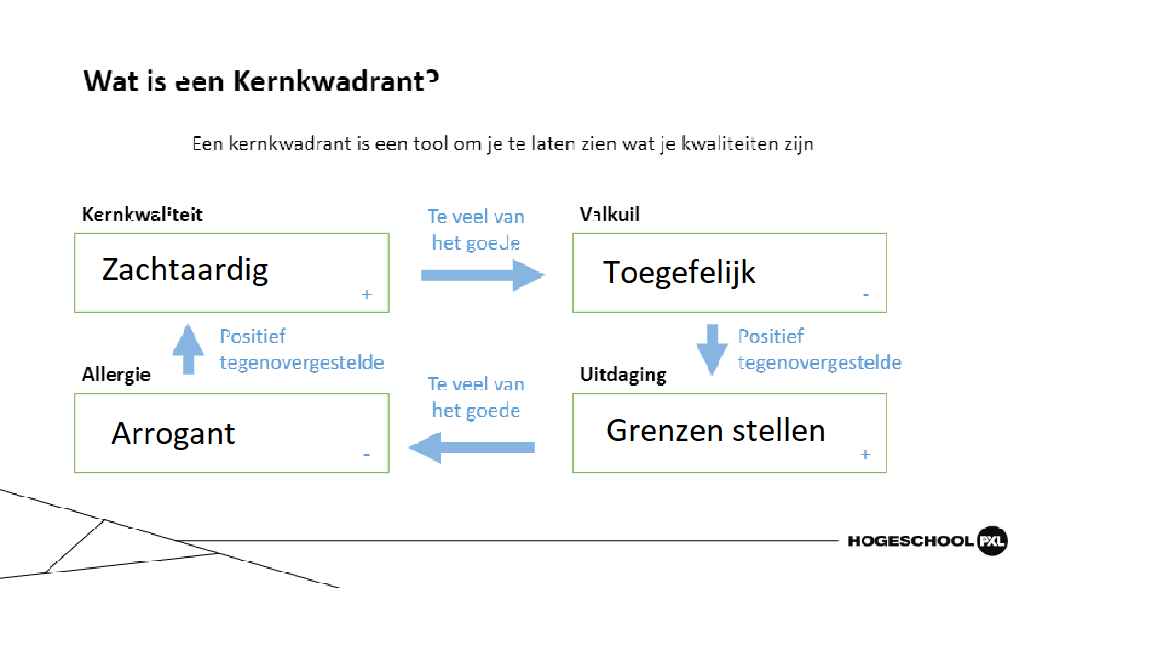 Wat is een Kernkwadrant?
Een kernkwadrant is een tool om je te laten zien wat je kwaliteiten zijn
Kernkwaliteit
Te veel van
het goede
Valkuil
Zachtaardig
+
Toegefelijk
-
Positief
tegenovergestelde
Positief
tegenovergestelde
Allergie
Te veel van
het goede
Uitdaging
Arrogant
-
Grenzen stellen
+
HOGESCHOOL PXL